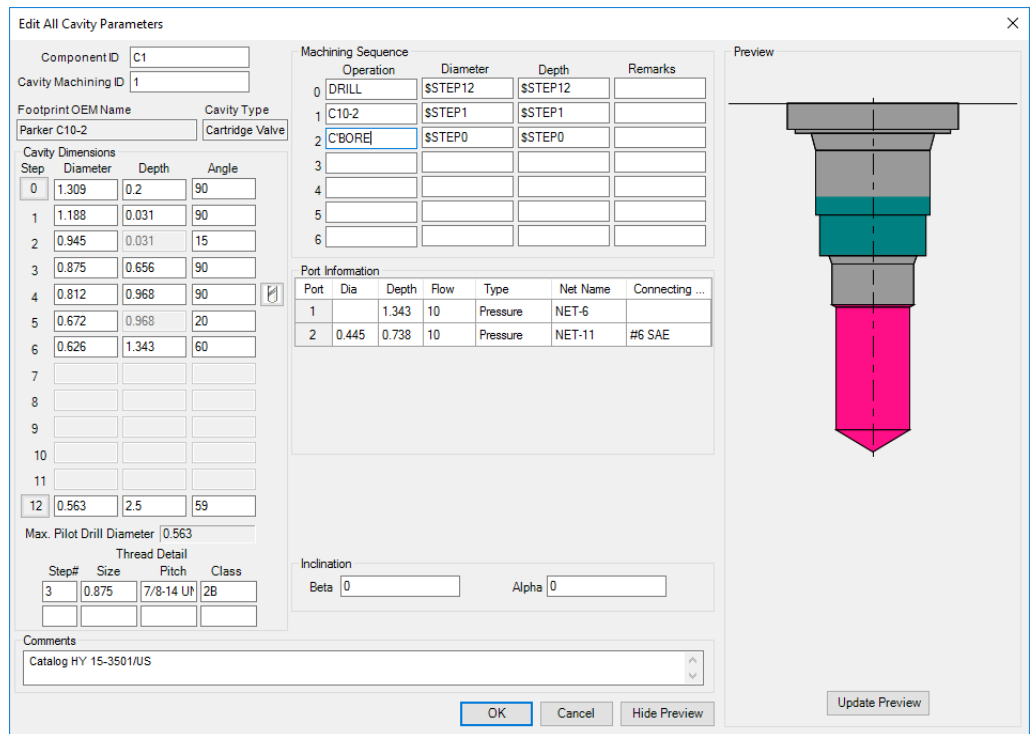 Edit All Cavity Parameters
Component ID C1
Cavity Machining ID 1
Footprint OEM Name Cavity Type
Parker C10-2 Cartridge Valve
Cavity Dimensions
Step Diameter Depth Angle
0 1.309 0.2 90
1 1.188 0.031 90
2 0.945 0.031 15
3 0.875 0.656 90
4 0.812 0.968 90
5 0.672 0.968 20
6 0.626 1.343 60
7
8
9
10
11
12 0.563 2.5 59
Max. Pilot Drill Diameter 0.563
Thread Detail
Step# Size Pitch Class
3 0.875 7/8-14 UN 2B
Machining Sequence
Operation Diameter Depth Remarks
0 DRILL $STEP12 $STEP12
1 C10-2 $STEP1 $STEP1
2 C'BORE $STEP0 $STEP0
3
4
5
6
Port Information
Port Dia Depth Flow Type Net Name Connecting ...
1 1.343 10 Pressure NET-6
2 0.445 0.738 10 Pressure NET-11 #6 SAE
Inclination
Beta 0 Alpha 0
Preview
Update Preview
Comments
Catalog HY 15-3501/US
OK Cancel Hide Preview